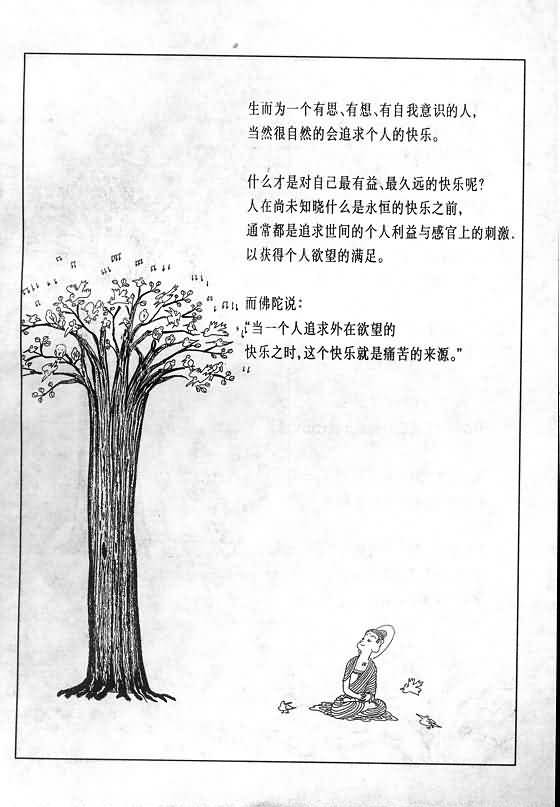 生而为一个有思、有想、有自我意识的人，
当然很自然的会追求个人的快乐。
什么才是对自己最有益、最久远的快乐呢？
人在尚未知晓什么是永恒的快乐之前，
通常都是追求世间的个人利益与感官上的刺激．
以获得个人欲望的满足。
而佛陀说：
“当一个人追求外在欲望的
快乐之时，这个快乐就是痛苦的来源。”